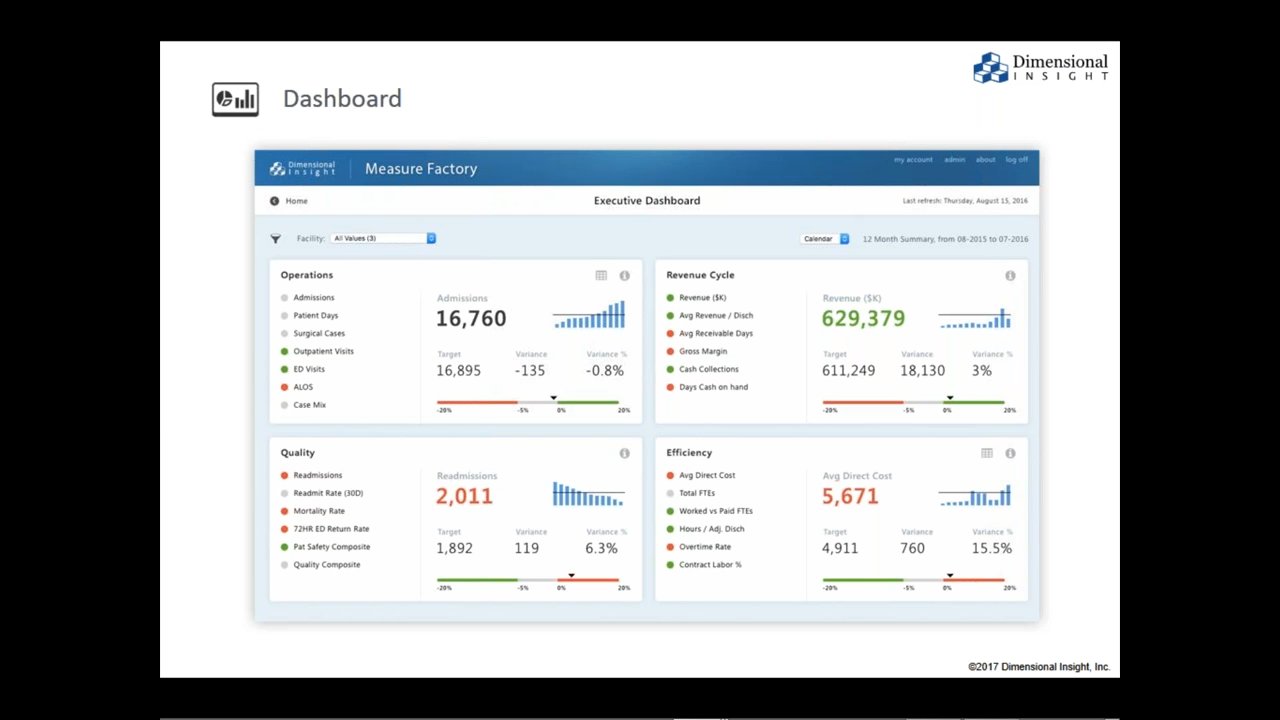 Dimensional
INSIGHT
Dashboard
Dimensional
Insight
Measure Factory
my account admin about log off
Home
Executive Dashboard
Last refresh: Thursday, August 15, 2016
Facility: All Values (3)
Calendar
12 Month Summary, from 08-2015 to 07-2016
Operations
Admissions
Patient Days
Surgical Cases
Outpatient Visits
ED Visits
ALOS
Case Mix
Admissions
16,760
Target Variance Variance %
16,895 -135 -0.8%
-20% -5% 0% 20%
Revenue Cycle
Revenue ($K)
Avg Revenue / Disch
Avg Receivable Days
Gross Margin
Cash Collections
Days Cash on hand
Revenue ($K)
629,379
Target Variance Variance %
611,249 18,130 3%
-20% -5% 0% 20%
Quality
Readmissions
Readmit Rate (30D)
Mortality Rate
72HR ED Return Rate
Pat Safety Composite
Quality Composite
Readmissions
2,011
Target Variance Variance %
1,892 119 6.3%
-20% -5% 0% 20%
Efficiency
Avg Direct Cost
Total FTEs
Worked vs Paid FTEs
Hours / Adj. Disch
Overtime Rate
Contract Labor %
Avg Direct Cost
5,671
Target Variance Variance %
4,911 760 15.5%
-20% -5% 0% 20%
©2017 Dimensional Insight, Inc.